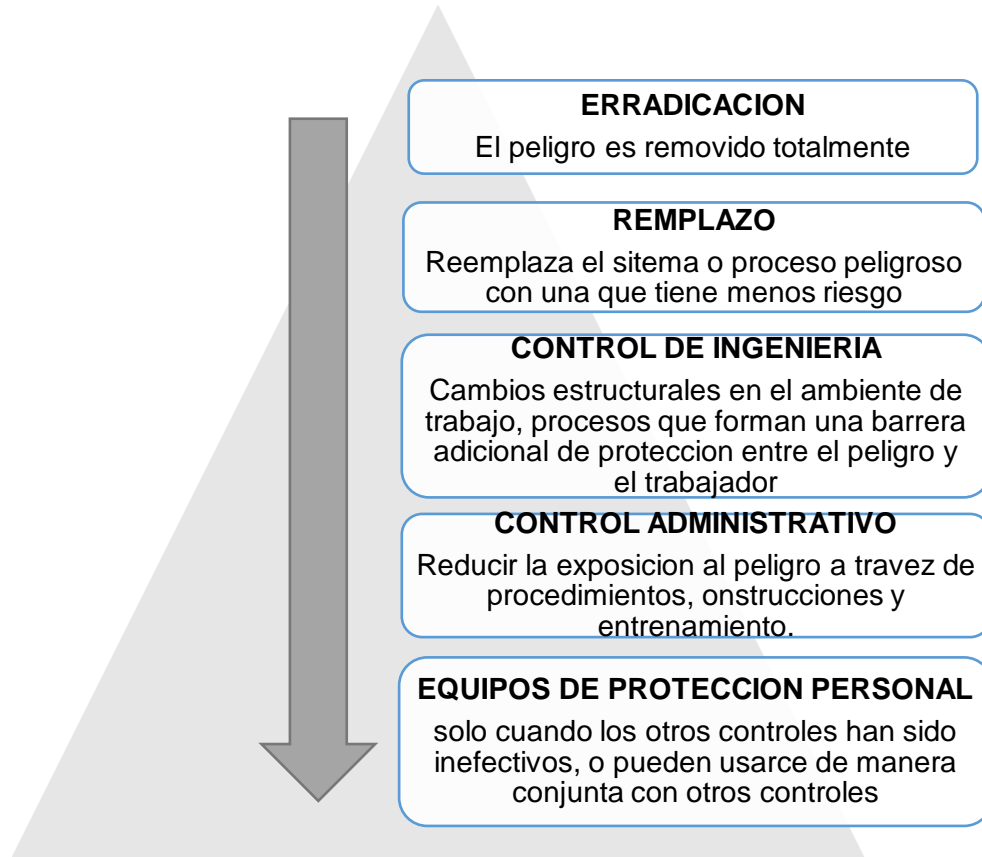 ERRADICACION
El peligro es removido totalmente
REMPLAZO
Reemplaza el sitema o proceso peligroso
con una que tiene menos riesgo
CONTROL DE INGENIERIA
Cambios estructurales en el ambiente de
trabajo, procesos que forman una barrera
adicional de proteccion entre el peligro y
el trabajador
CONTROL ADMINISTRATIVO
Reducir la exposicion al peligro a travez de
procedimientos, onstrucciones y
entrenamiento.
EQUIPOS DE PROTECCION PERSONAL
solo cuando los otros controles han sido
inefectivos, o pueden usarce de manera
conjunta con otros controles